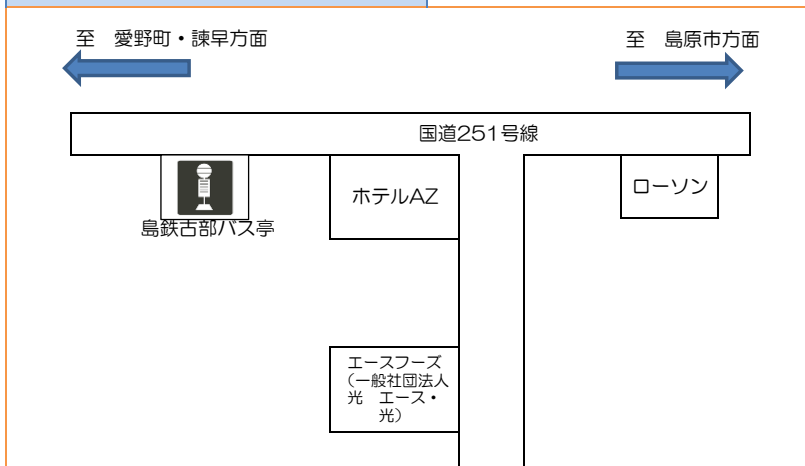 至　愛野町・諫早方面
至　島原市方面
国道251号線
ホテルAZ
ローソン
島鉄古部バス亭
エースフーズ
（一般社団法人
光　エース・
光）